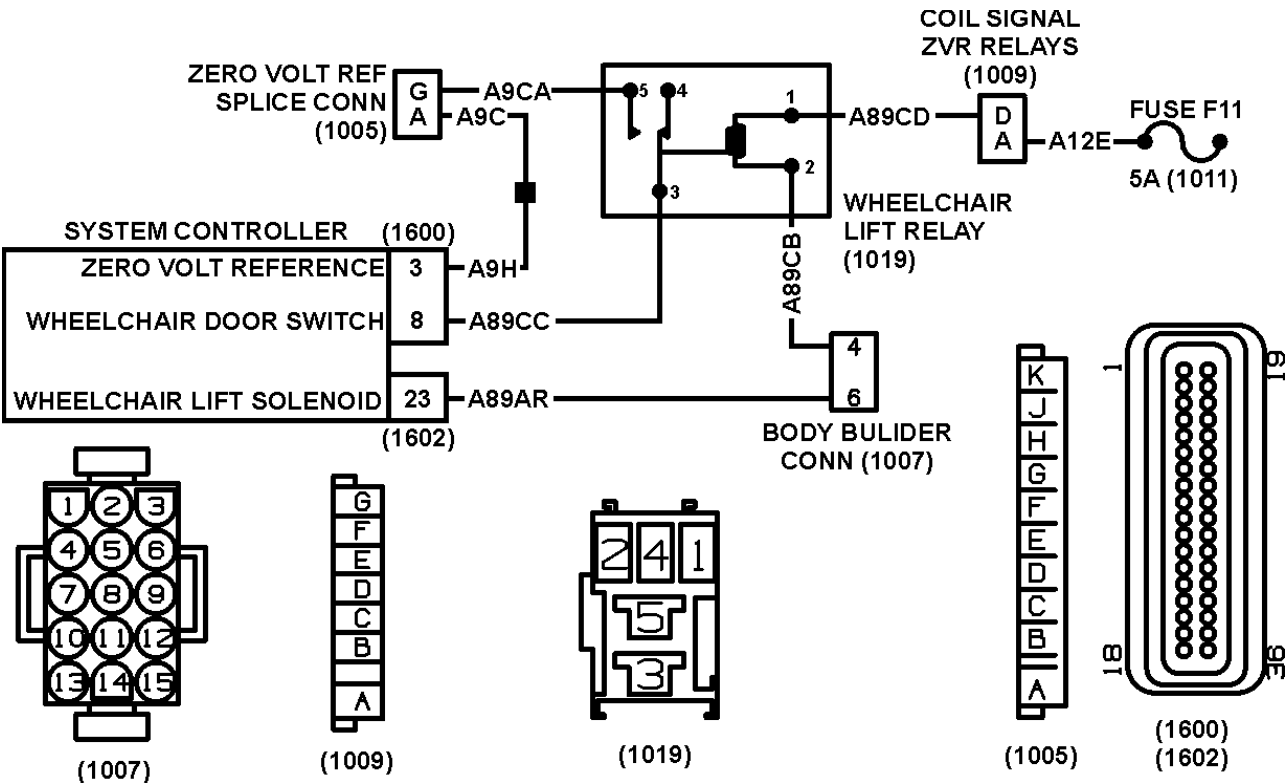 COIL SIGNAL
ZVR RELAYS
(1009)
ZERO VOLT REF
SPLICE CONN
(1005)
G
A
A9CA
A9C
5
4
1
2
3
A89CD
D
A
A12E
FUSE F11
5A (1011)
WHEELCHAIR
LIFT RELAY
(1019)
A89CB
SYSTEM CONTROLLER (1600)
ZERO VOLT REFERENCE 3 A9H
WHEELCHAIR DOOR SWITCH 8 A89CC
WHEELCHAIR LIFT SOLENOID 23 A89AR
(1602)
4
6
BODY BULIDER
CONN (1007)
1 2 3
4 5 6
7 8 9
10 11 12
13 14 15
(1007)
G
F
E
D
C
B
A
(1009)
2 4 1
5
3
(1019)
K
J
H
G
F
E
D
C
B
A
(1005)
1 19
18 36
(1600)
(1602)